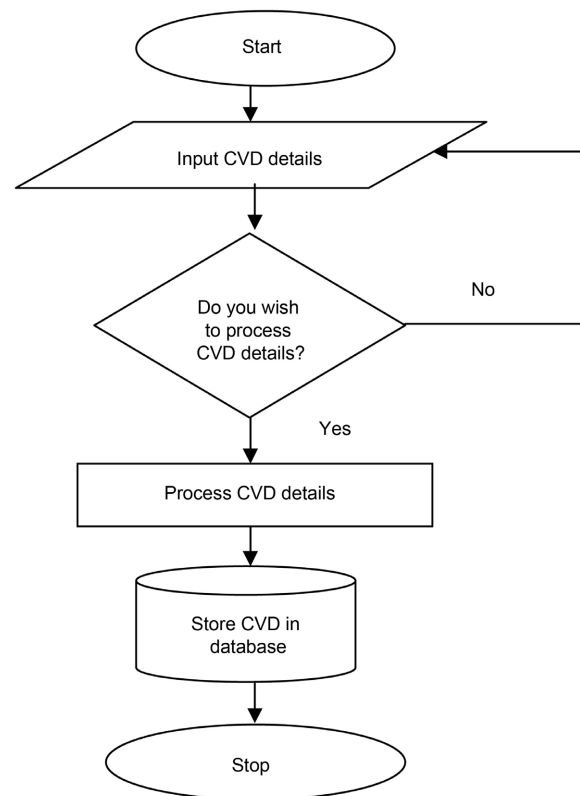 Start
Input CVD details
Do you wish
to process
CVD details?
No
Yes
Process CVD details
Store CVD in
database
Stop